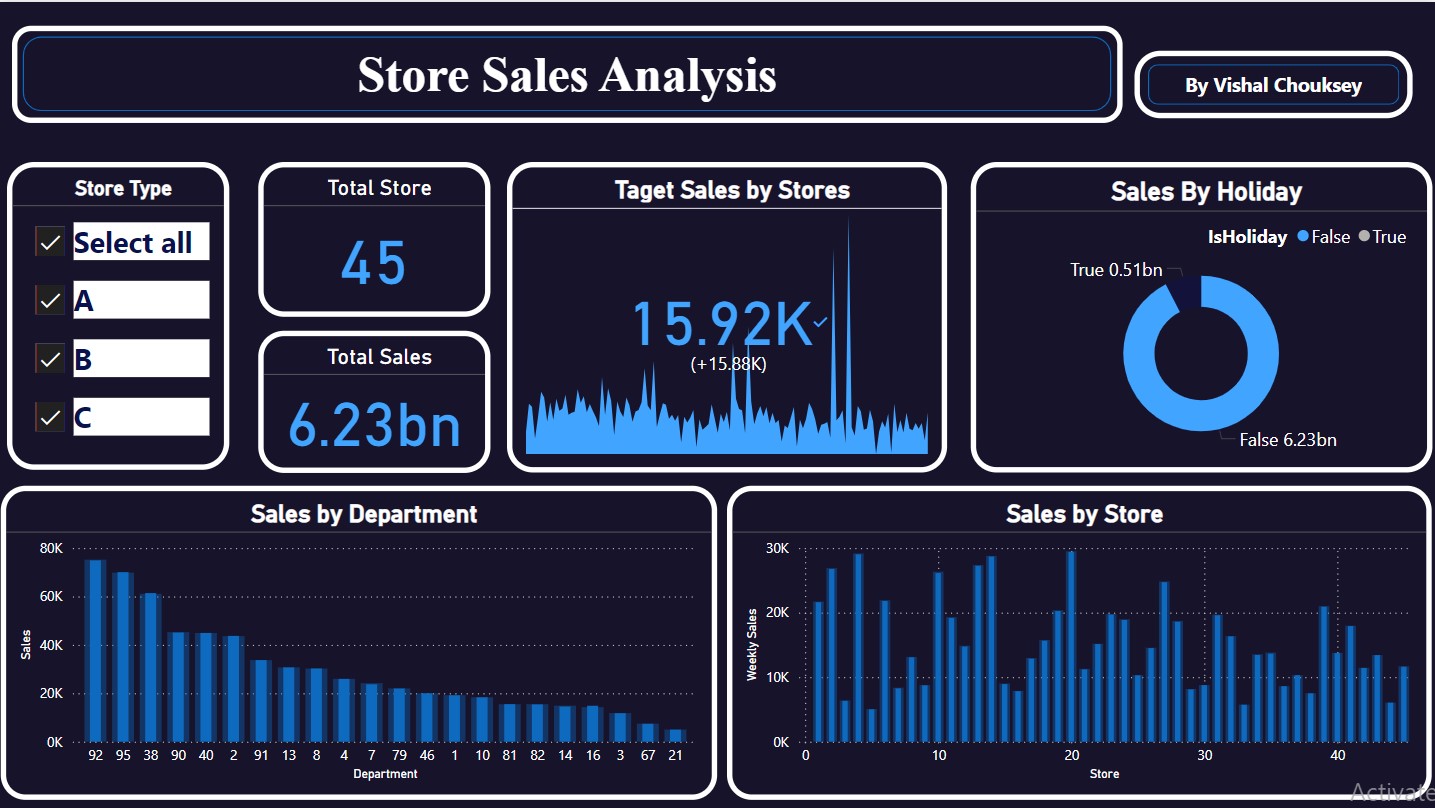 Store Sales Analysis
By Vishal Chouksey
Store Type
Select all
A
B
C
Total Store
45
Total Sales
6.23bn
Taget Sales by Stores
15.92K
(+15.88K)
Sales By Holiday
IsHoliday False True
True 0.51bn
False 6.23bn
Sales by Department
Sales
80K
60K
40K
20K
0K
92 95 38 90 40 2 91 13 8 4 7 79 46 1 10 81 82 14 16 3 67 21
Department
Sales by Store
Weekly Sales
30K
20K
10K
0K
0 10 20 30 40
Store
Activate